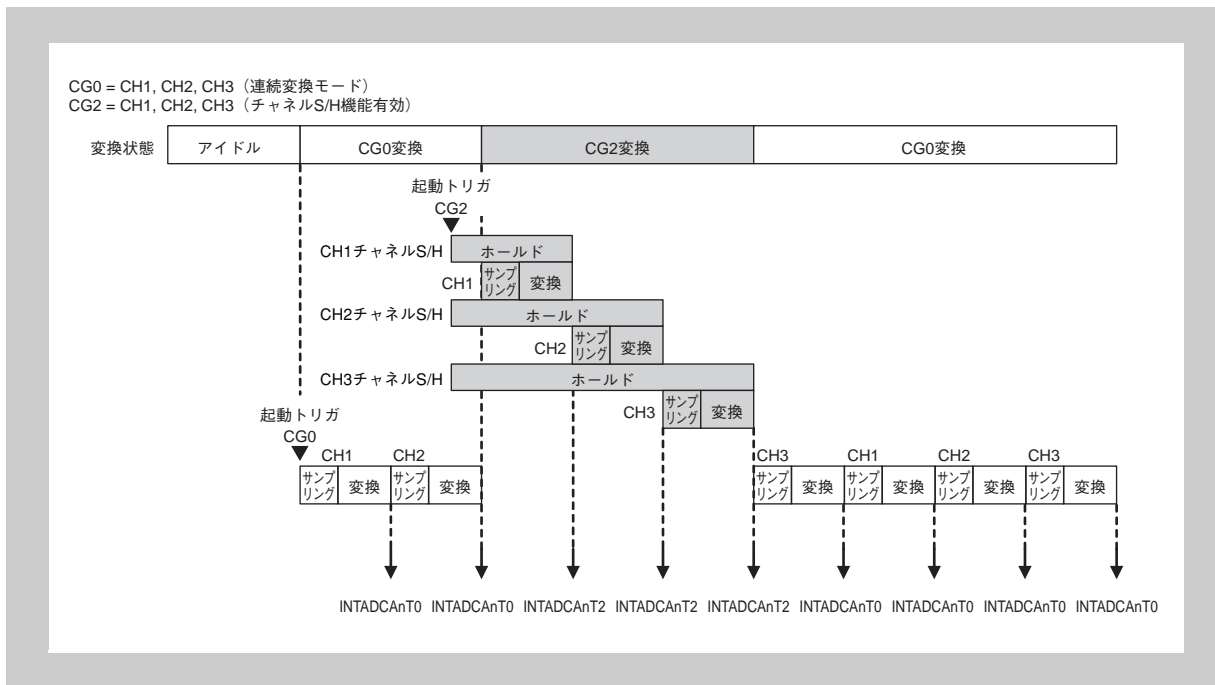 CG0 = CH1, CH2, CH3（連続変換モード）
CG2 = CH1, CH2, CH3（チャネルS/H機能有効）
変換状態 アイドル CG0変換 CG2変換 CG0変換
起動トリガ
CG2
CH1チャネルS/H ホールド
CH1 サンプリング 変換
CH2チャネルS/H ホールド
CH2 サンプリング 変換
CH3チャネルS/H ホールド
CH3 サンプリング 変換
起動トリガ
CG0
CH1 CH2 CH3 CH1 CH2 CH3
サンプリング 変換 サンプリング 変換 サンプリング 変換 サンプリング 変換 サンプリング 変換 サンプリング 変換
INTADCAnT0 INTADCAnT0 INTADCAnT2 INTADCAnT2 INTADCAnT2 INTADCAnT0 INTADCAnT0 INTADCAnT0 INTADCAnT0